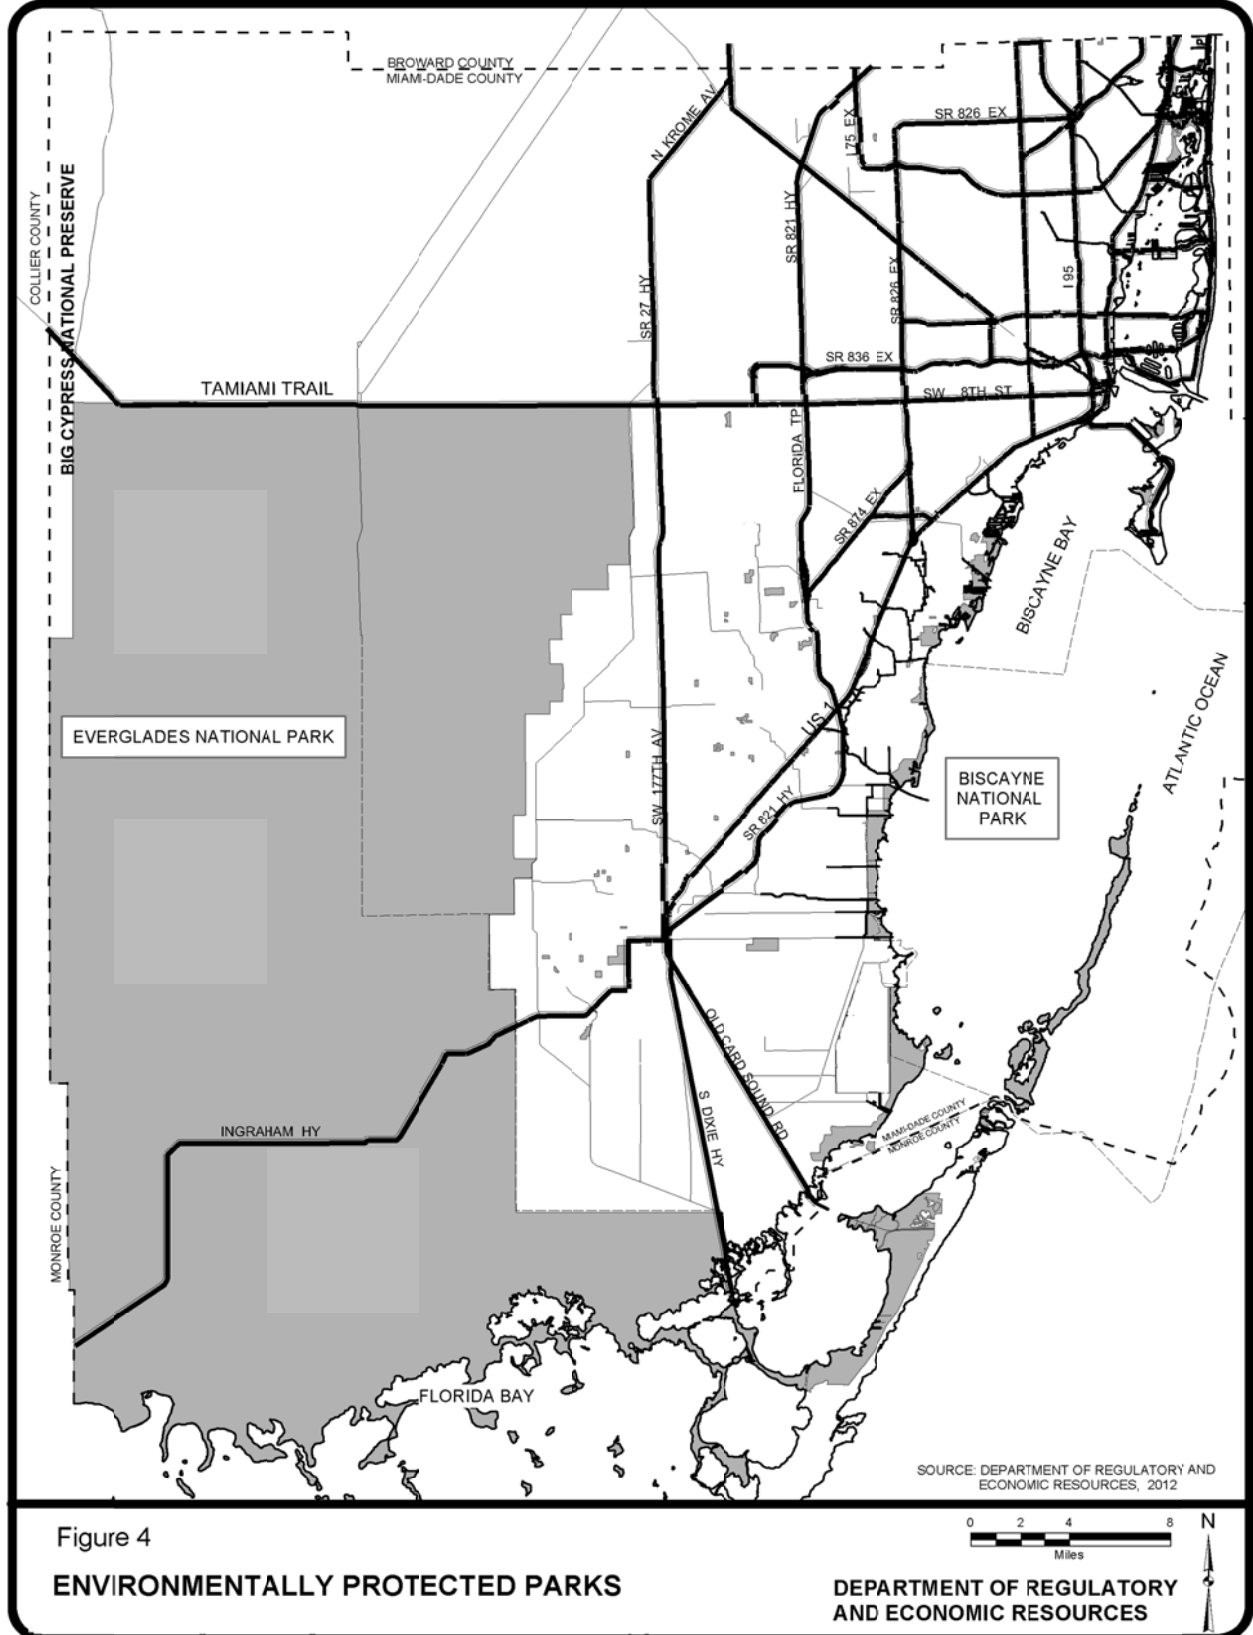 BROWARD COUNTY
MIAMI-DADE COUNTY
COLLIER COUNTY
BIG CYPRESS NATIONAL PRESERVE
N KROME AV
I 75 EX
SR 826 EX
SR 821 HY
SR 27 HY
SR 826 EX
I 95
SR 836 EX
TAMIAMI TRAIL
SW 8TH ST
FLORIDA TP
SR 874 EX
BISCAYNE BAY
ATLANTIC OCEAN
EVERGLADES NATIONAL PARK
US 1
SW 177TH AV
SR 821 HY
BISCAYNE
NATIONAL
PARK
OLD CARD SOUND RD
S DIXIE HY
INGRAHAM HY
MIAMI-DADE COUNTY
MONROE COUNTY
MONROE COUNTY
FLORIDA BAY
SOURCE: DEPARTMENT OF REGULATORY AND
ECONOMIC RESOURCES, 2012
Figure 4
ENVIRONMENTALLY PROTECTED PARKS
0 2 4 8
Miles
N
DEPARTMENT OF REGULATORY
AND ECONOMIC RESOURCES